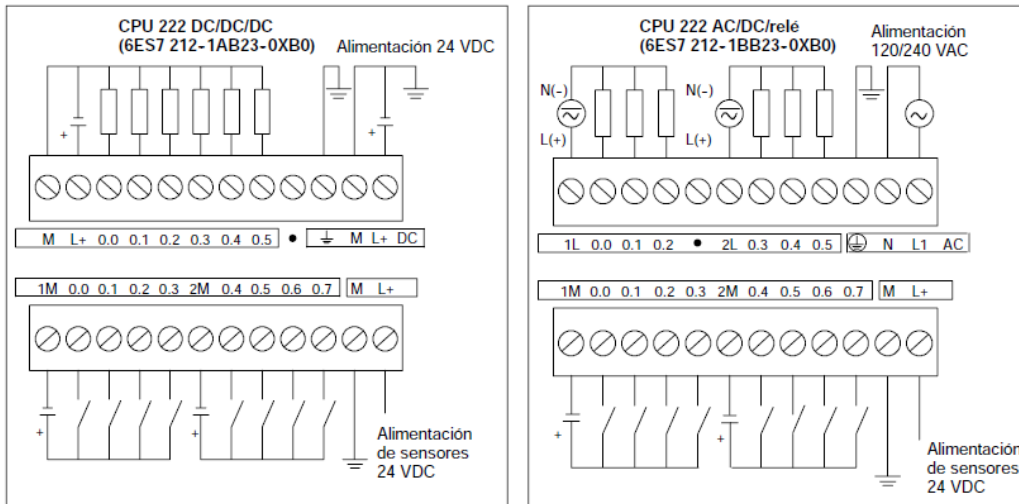 CPU 222 DC/DC/DC
(6ES7 212-1AB23-0XB0)
Alimentación 24 VDC
+
+
M L+ 0.0 0.1 0.2 0.3 0.4 0.5 • M L+ DC
1M 0.0 0.1 0.2 0.3 2M 0.4 0.5 0.6 0.7 M L+
+
+
Alimentación
de sensores
24 VDC
CPU 222 AC/DC/relé
(6ES7 212-1BB23-0XB0)
Alimentación
120/240 VAC
N(-)
N(-)
L(+)
L(+)
1L 0.0 0.1 0.2 • 2L 0.3 0.4 0.5 N L1 AC
1M 0.0 0.1 0.2 0.3 2M 0.4 0.5 0.6 0.7 M L+
+
+
Alimentación
de sensores
24 VDC